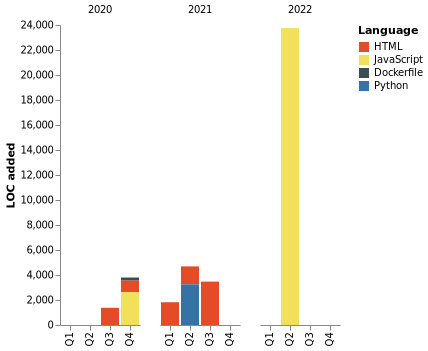 2020 2021 2022
Language
HTML
JavaScript
Dockerfile
Python
LOC added
24,000
22,000
20,000
18,000
16,000
14,000
12,000
10,000
8,000
6,000
4,000
2,000
0
Q1 Q2 Q3 Q4 Q1 Q2 Q3 Q4 Q1 Q2 Q3 Q4